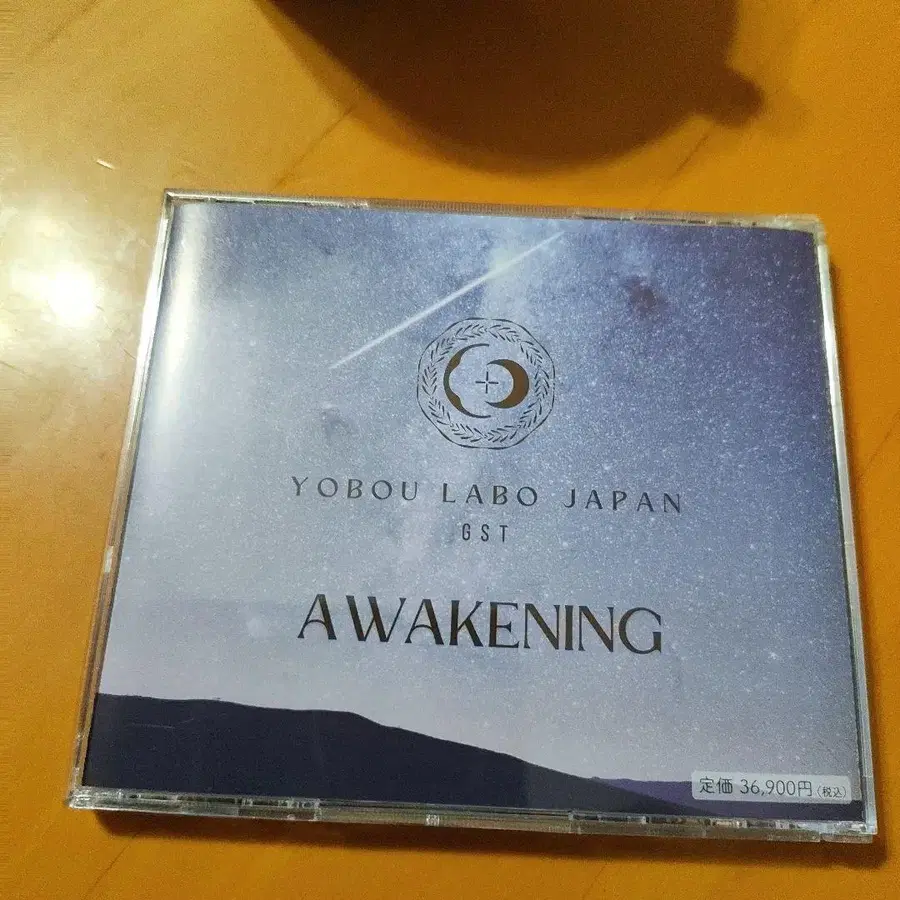 YOBOU LABO JAPAN
GST
AWAKENING
定価 36,900円(税込)